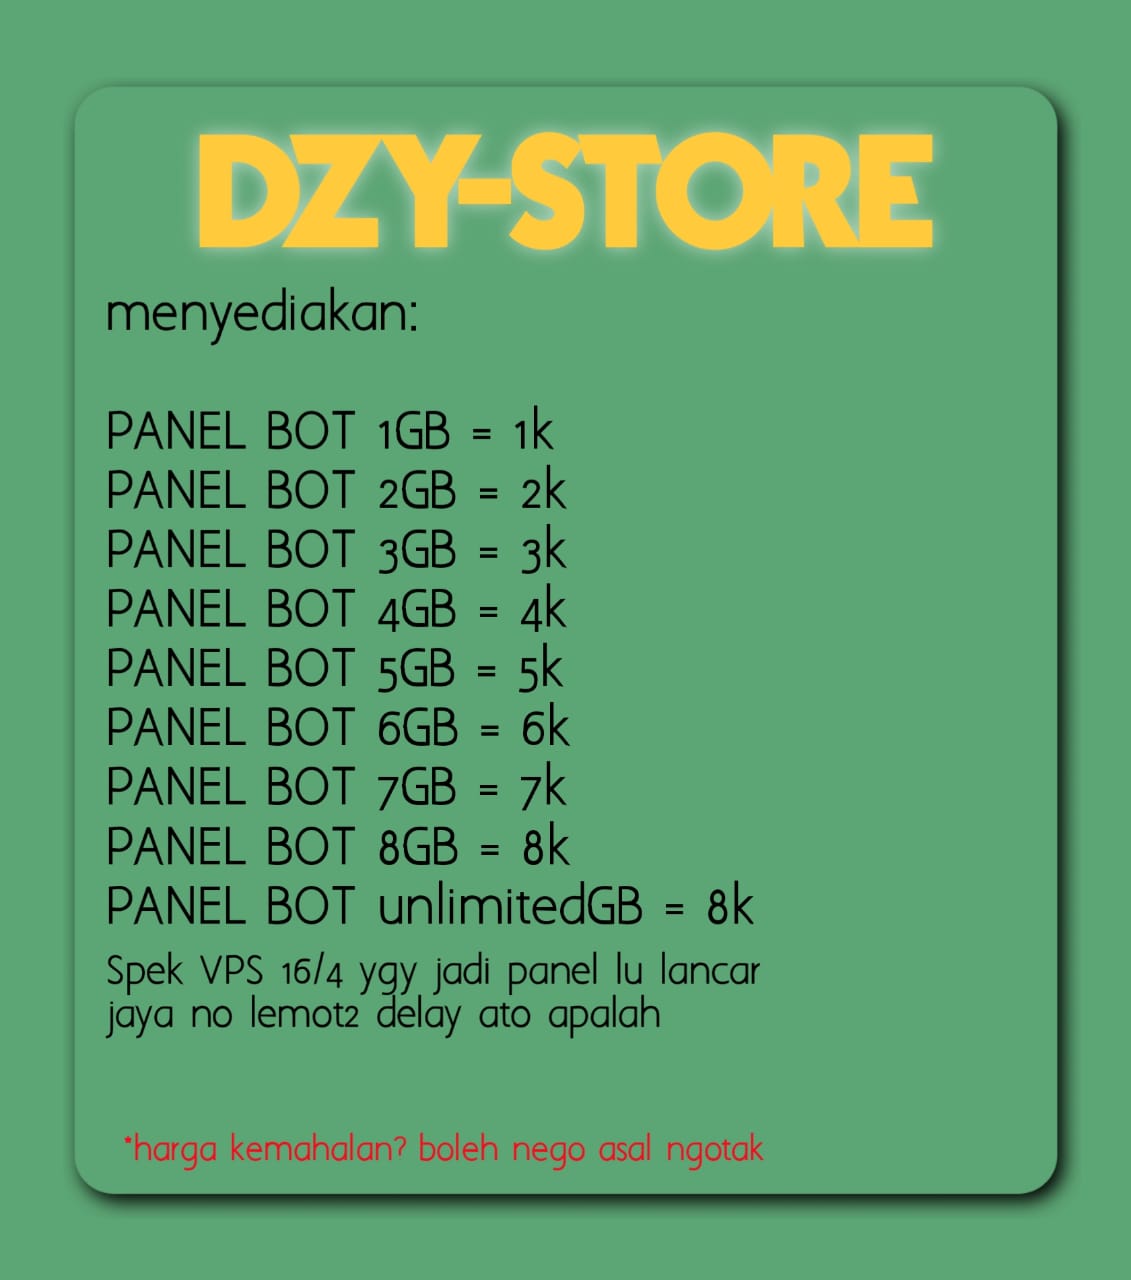 DZY-STORE
menyediakan:
PANEL BOT 1GB = 1k
PANEL BOT 2GB = 2k
PANEL BOT 3GB = 3k
PANEL BOT 4GB = 4k
PANEL BOT 5GB = 5k
PANEL BOT 6GB = 6k
PANEL BOT 7GB = 7k
PANEL BOT 8GB = 8k
PANEL BOT unlimitedGB = 8k
Spek VPS 16/4 ygy jadi panel lu lancar
jaya no lemot2 delay ato apalah
*harga kemahalan? boleh nego asal ngotak